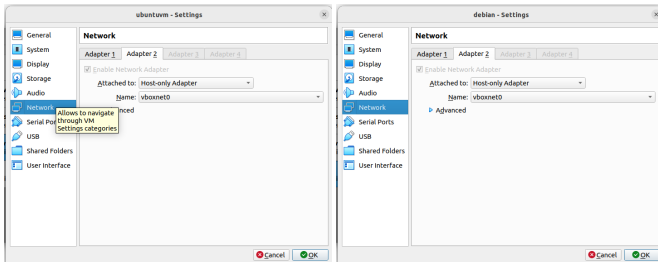 ubuntuvm - Settings
General
System
Display
Storage
Audio
Network
Serial Ports
USB
Shared Folders
User Interface
Allows to navigate
through VM
Settings categories
Network
Adapter 1 Adapter 2 Adapter 3 Adapter 4
Enable Network Adapter
Attached to: Host-only Adapter
Name: vboxnet0
nced
Cancel OK
debian - Settings
General
System
Display
Storage
Audio
Network
Serial Ports
USB
Shared Folders
User Interface
Network
Adapter 1 Adapter 2 Adapter 3 Adapter 4
Enable Network Adapter
Attached to: Host-only Adapter
Name: vboxnet0
Advanced
Cancel OK